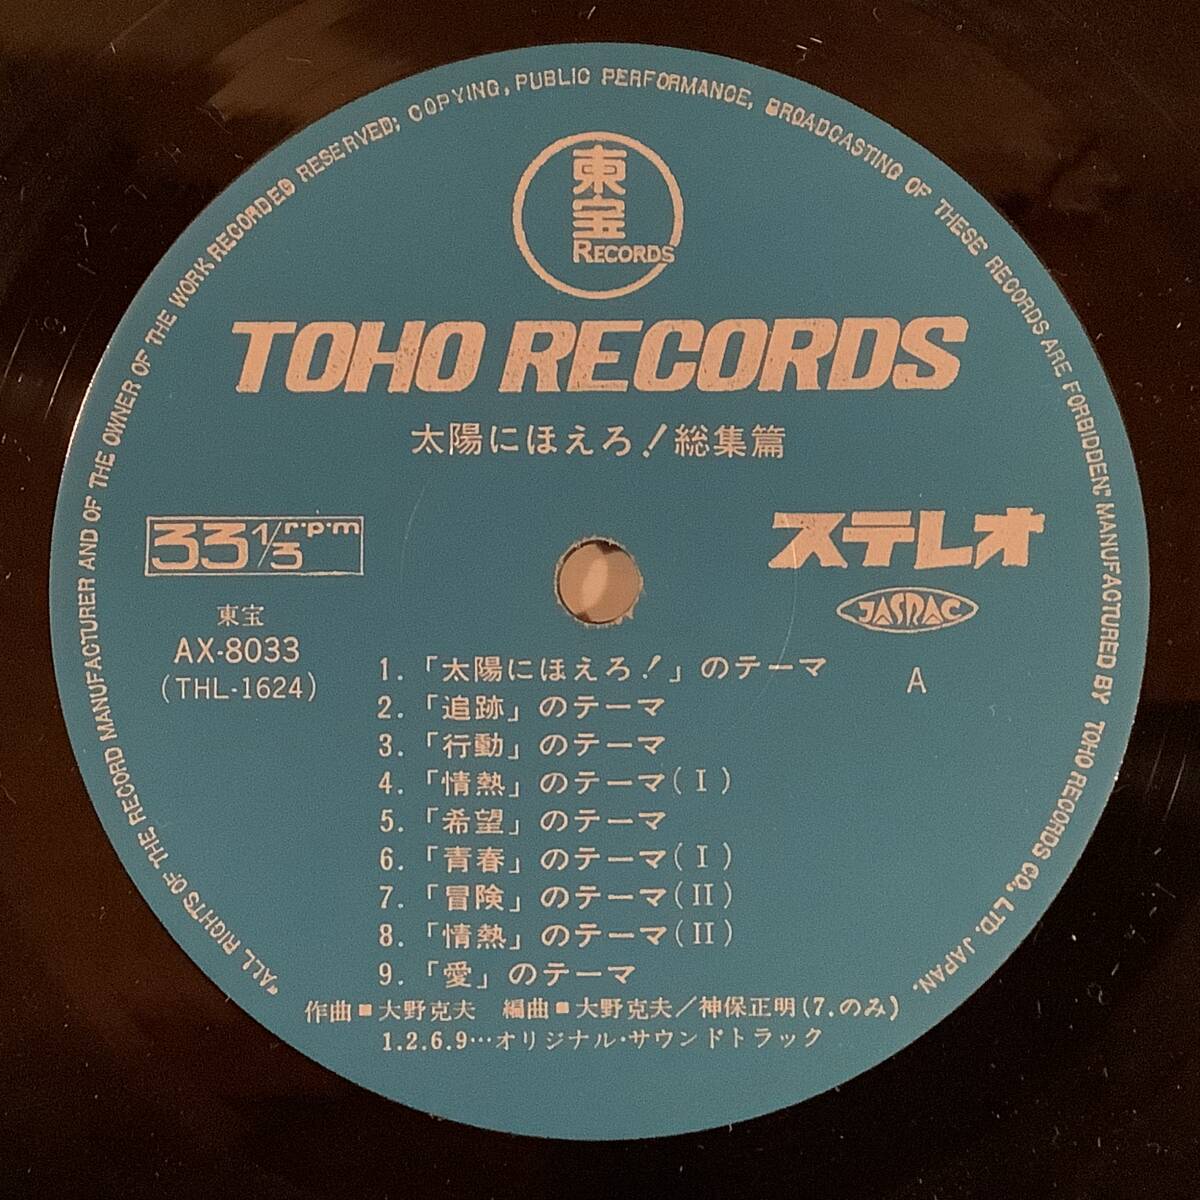 "ALL RIGHTS OF THE RECORD MANUFACTURER AND OF THE OWNER OF THE WORK RECORDED RESERVED; COPYING, PUBLIC PERFORMANCE, BROADCASTING OF THESE RECORDS ARE FORBIDDEN." MANUFACTURED BY TOHO RECORDS CO., LTD. JAPAN.
東宝
RECORDS
TOHO RECORDS
太陽にほえろ！総集篇
33 1/3 r·p·m
ステレオ
JASRAC
東宝
AX-8033
(THL-1624)
A
1.「太陽にほえろ！」のテーマ
2.「追跡」のテーマ
3.「行動」のテーマ
4.「情熱」のテーマ(Ⅰ)
5.「希望」のテーマ
6.「青春」のテーマ(Ⅰ)
7.「冒険」のテーマ(Ⅱ)
8.「情熱」のテーマ(Ⅱ)
9.「愛」のテーマ
作曲■大野克夫 編曲■大野克夫／神保正明(7.のみ)
1.2.6.9…オリジナル・サウンドトラック